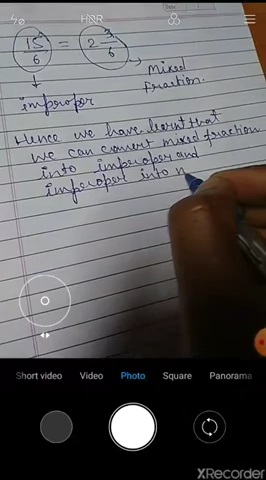 HDR
15/6 = 2 3/6
improper
Mixed
Fraction.
Hence we have learnt that
we can convert mixed fraction
into improper and
improper into
Short video Video Photo Square Panorama
XRecorder